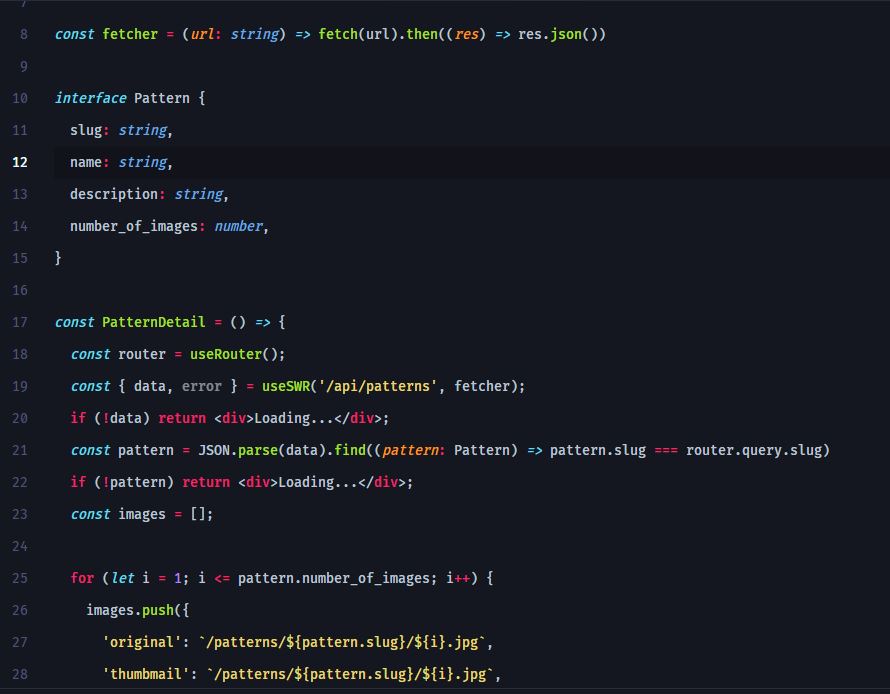 8 const fetcher = (url: string) => fetch(url).then((res) => res.json())
9
10 interface Pattern {
11 slug: string,
12 name: string,
13 description: string,
14 number_of_images: number,
15 }
16
17 const PatternDetail = () => {
18 const router = useRouter();
19 const { data, error } = useSWR('/api/patterns', fetcher);
20 if (!data) return <div>Loading...</div>;
21 const pattern = JSON.parse(data).find((pattern: Pattern) => pattern.slug === router.query.slug)
22 if (!pattern) return <div>Loading...</div>;
23 const images = [];
24
25 for (let i = 1; i <= pattern.number_of_images; i++) {
26 images.push({
27 'original': `/patterns/${pattern.slug}/${i}.jpg`,
28 'thumbmail': `/patterns/${pattern.slug}/${i}.jpg`,